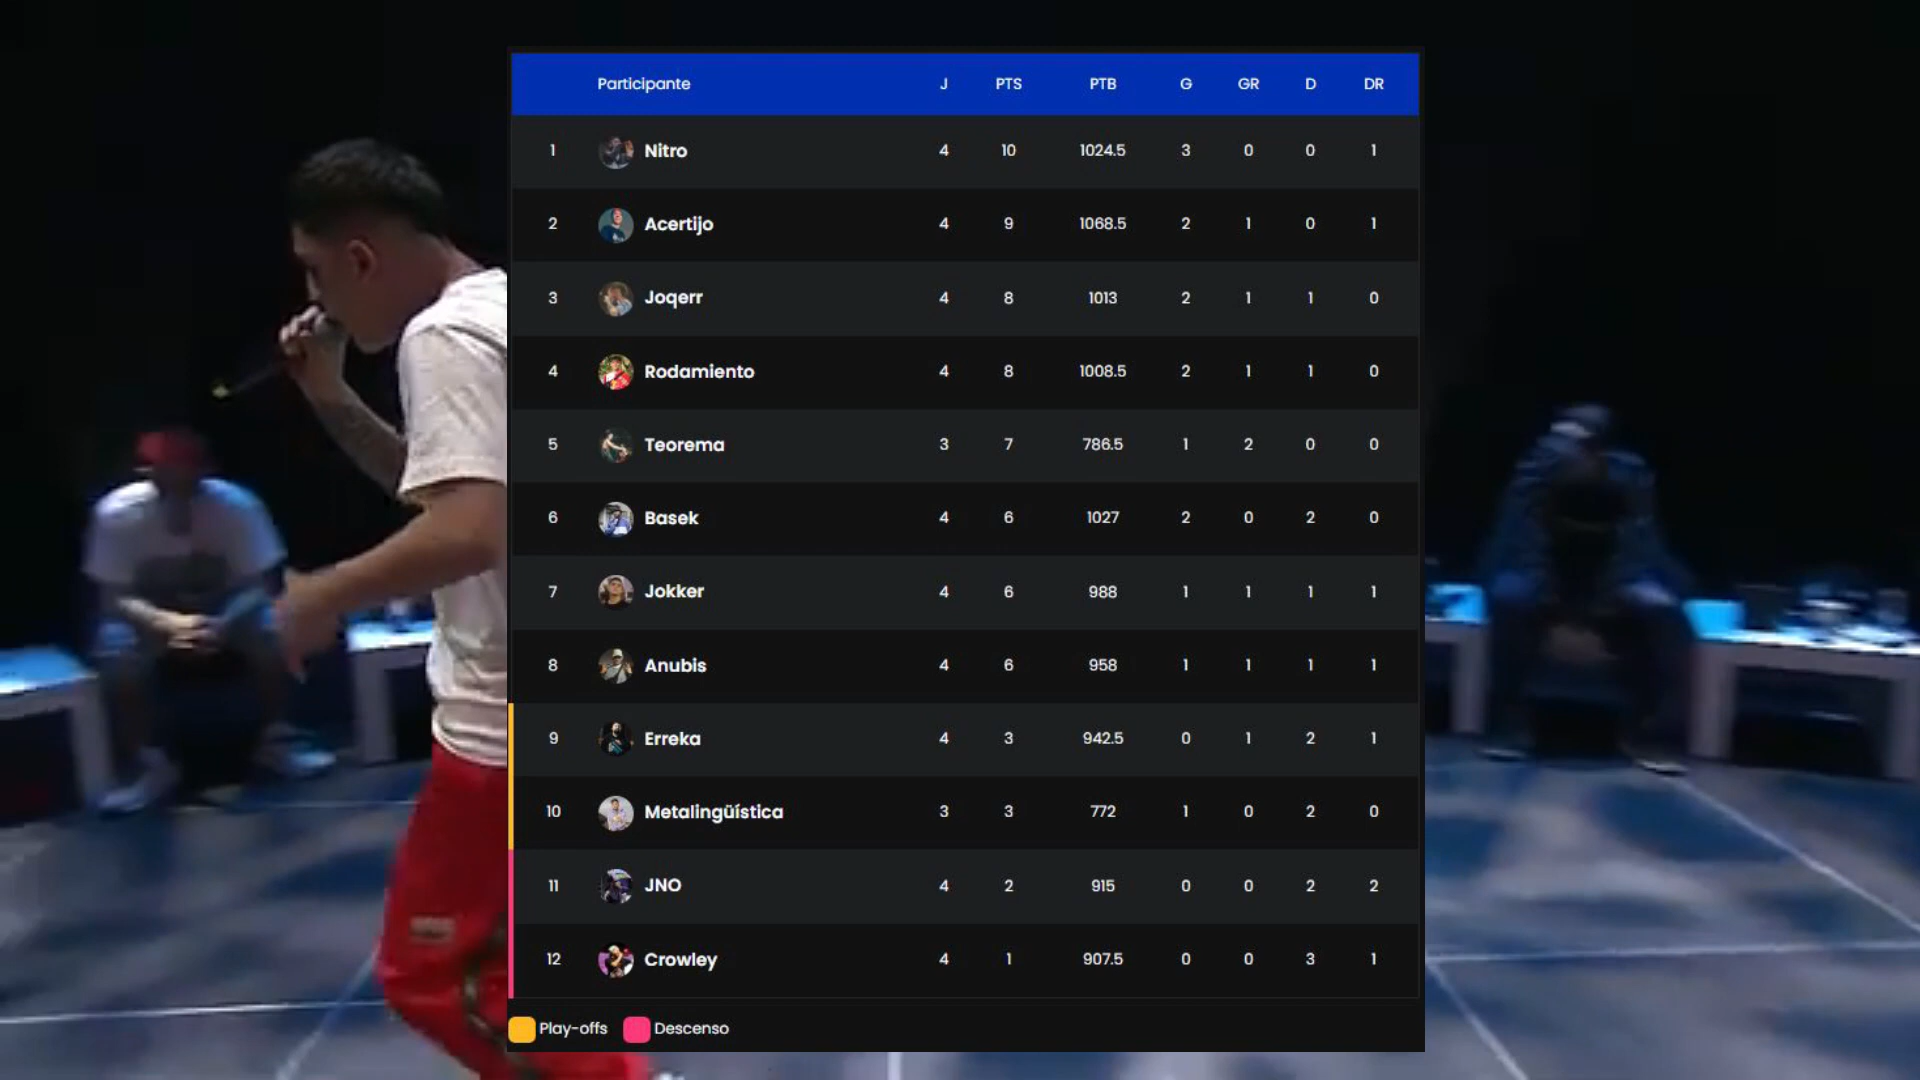 Participante J PTS PTB G GR D DR
1 Nitro 4 10 1024.5 3 0 0 1
2 Acertijo 4 9 1068.5 2 1 0 1
3 Joqerr 4 8 1013 2 1 1 0
4 Rodamiento 4 8 1008.5 2 1 1 0
5 Teorema 3 7 786.5 1 2 0 0
6 Basek 4 6 1027 2 0 2 0
7 Jokker 4 6 988 1 1 1 1
8 Anubis 4 6 958 1 1 1 1
9 Erreka 4 3 942.5 0 1 2 1
10 Metalingüística 3 3 772 1 0 2 0
11 JNO 4 2 915 0 0 2 2
12 Crowley 4 1 907.5 0 0 3 1
Play-offs Descenso